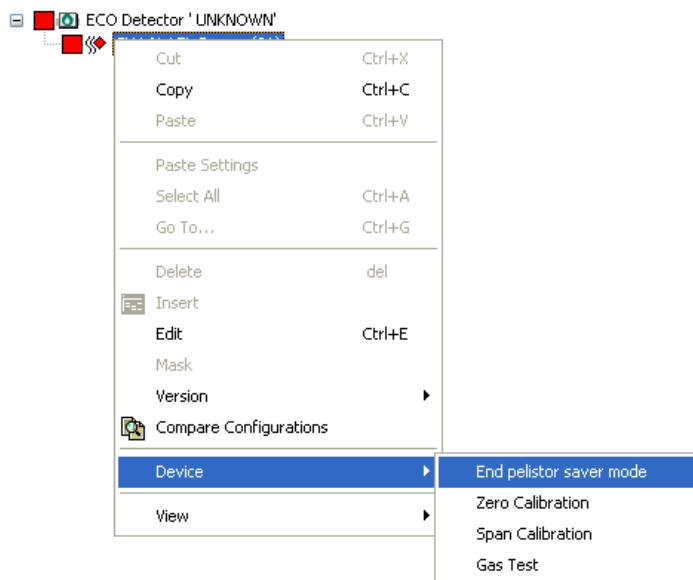 ECO Detector ' UNKNOWN'
Cut Ctrl+X
Copy Ctrl+C
Paste Ctrl+V
Paste Settings
Select All Ctrl+A
Go To... Ctrl+G
Delete del
Insert
Edit Ctrl+E
Mask
Version
Compare Configurations
Device End pelistor saver mode
Zero Calibration
View
Span Calibration
Gas Test